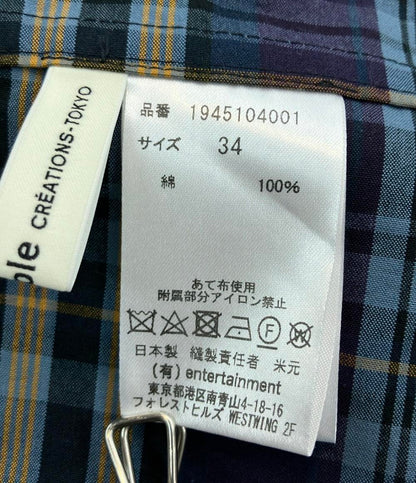 ple
CRÉATIONS-TOKYO
品番 1945104001
サイズ 34
綿 100%
あて布使用
附属部分アイロン禁止
F
日本製 縫製責任者 米元
(有) entertainment
東京都港区南青山4-18-16
フォレストヒルズ WESTWING 2F